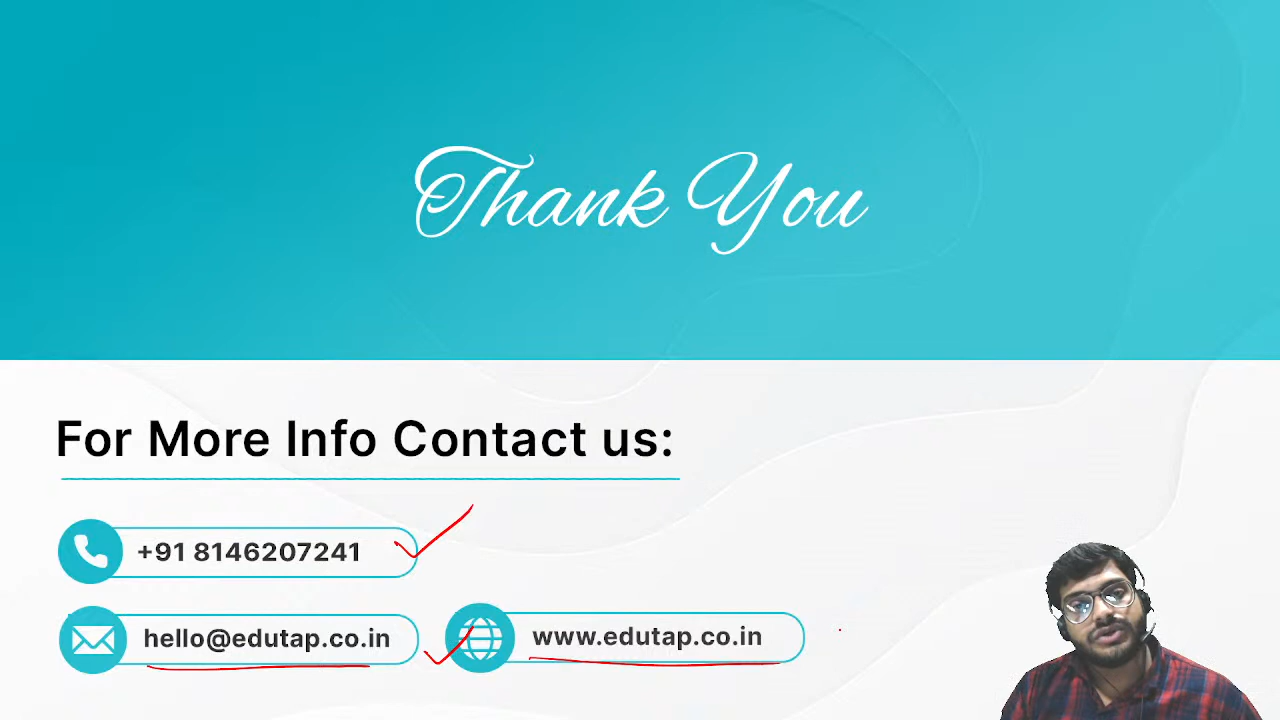 Thank You
For More Info Contact us:
+91 8146207241
hello@edutap.co.in
www.edutap.co.in